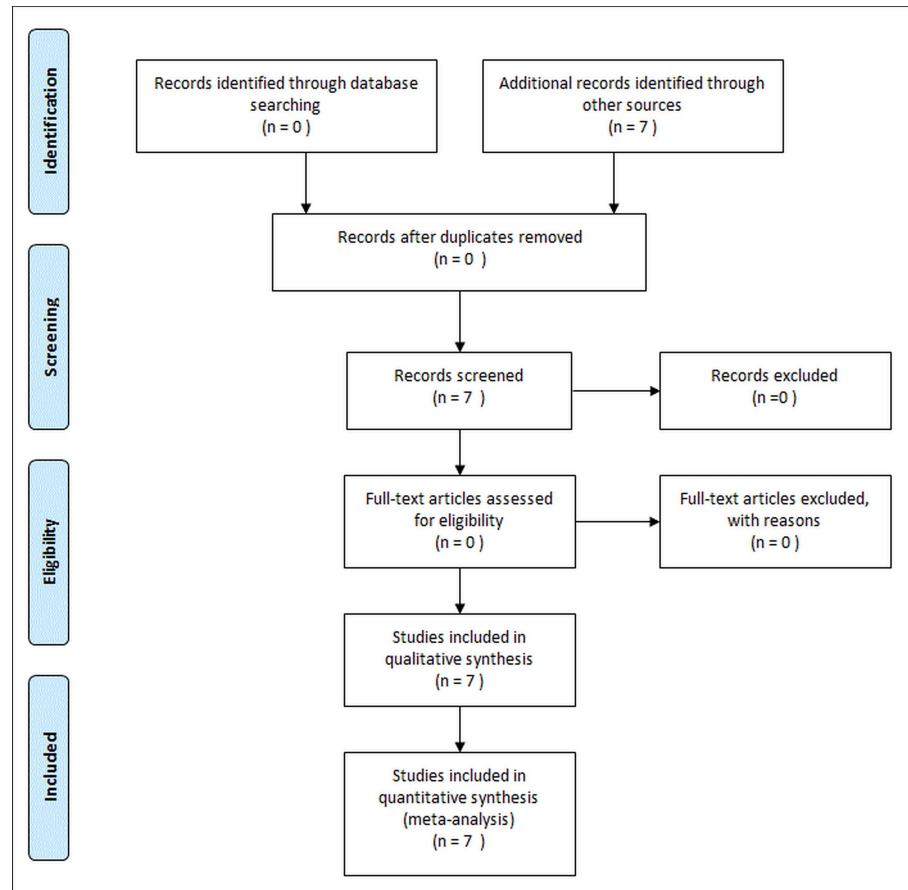 Identification
Records identified through database
searching
(n = 0 )
Additional records identified through
other sources
(n = 7 )
Screening
Records after duplicates removed
(n = 0 )
Records screened
(n = 7 )
Records excluded
(n =0 )
Eligibility
Full-text articles assessed
for eligibility
(n = 0 )
Full-text articles excluded,
with reasons
(n = 0 )
Studies included in
qualitative synthesis
(n = 7 )
Included
Studies included in
quantitative synthesis
(meta-analysis)
(n = 7 )